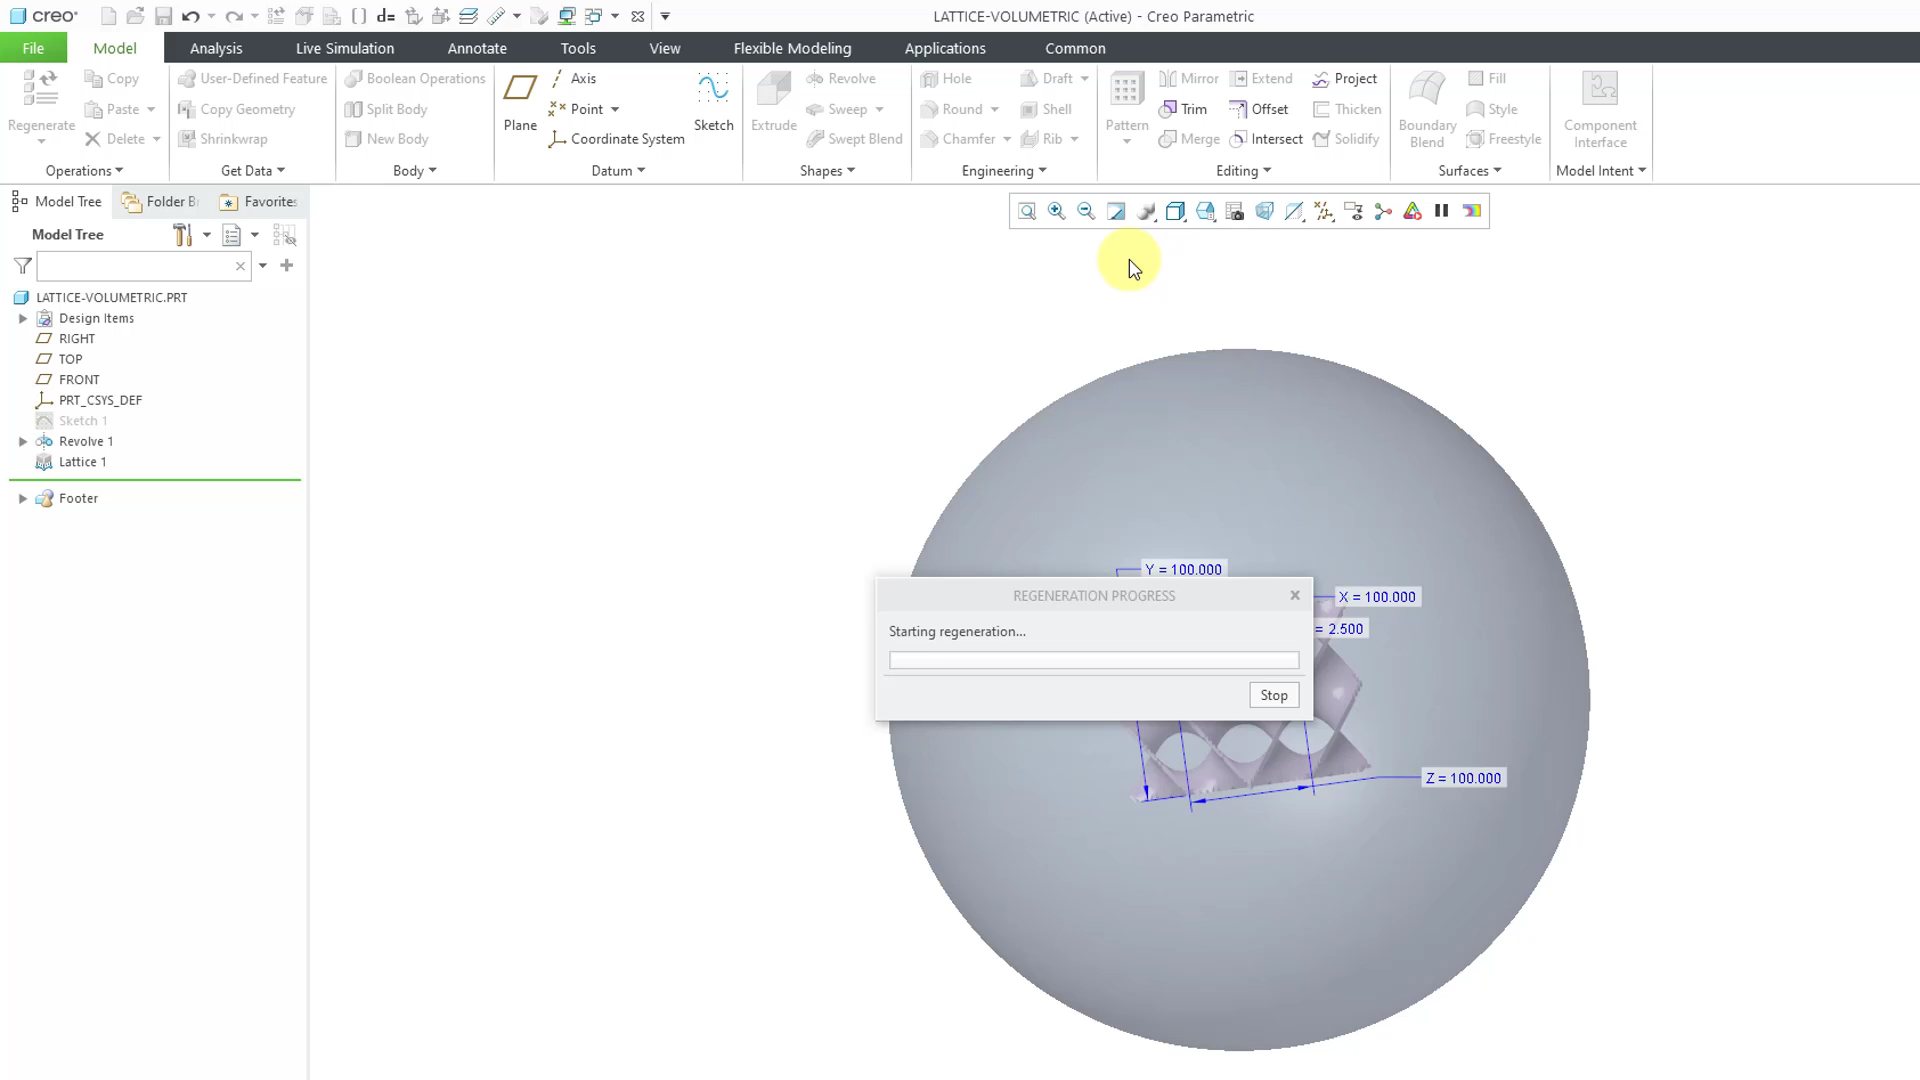 creo
LATTICE-VOLUMETRIC (Active) - Creo Parametric
File Model Analysis Live Simulation Annotate Tools View Flexible Modeling Applications Common
Regenerate
Copy
Paste
Delete
Operations
User-Defined Feature
Copy Geometry
Shrinkwrap
Get Data
Boolean Operations
Split Body
New Body
Body
Plane
Axis
Point
Coordinate System
Sketch
Datum
Extrude
Revolve
Sweep
Swept Blend
Shapes
Hole
Round
Chamfer
Draft
Shell
Rib
Engineering
Pattern
Mirror
Trim
Merge
Extend
Offset
Intersect
Project
Thicken
Solidify
Editing
Boundary
Blend
Fill
Style
Freestyle
Surfaces
Component
Interface
Model Intent
Model Tree Folder B Favorites
Model Tree
LATTICE-VOLUMETRIC.PRT
Design Items
RIGHT
TOP
FRONT
PRT_CSYS_DEF
Sketch 1
Revolve 1
Lattice 1
Footer
Y = 100.000
X = 100.000
= 2.500
Z = 100.000
REGENERATION PROGRESS
Starting regeneration...
Stop